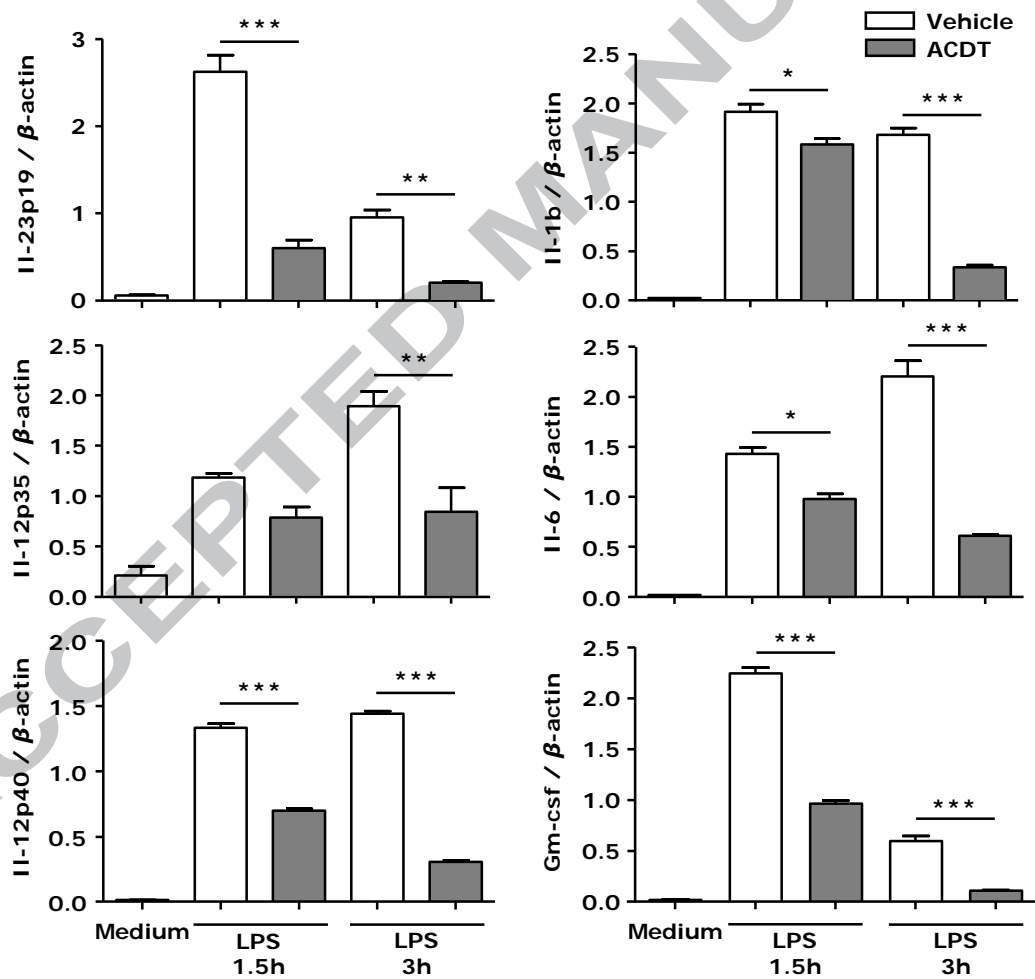 Vehicle
ACDT
Il-23p19 / β-actin
3
2
1
0
***
**
Il-1b / β-actin
2.5
2.0
1.5
1.0
0.5
0.0
*
***
Il-12p35 / β-actin
2.5
2.0
1.5
1.0
0.5
0.0
**
Il-6 / β-actin
2.5
2.0
1.5
1.0
0.5
0.0
*
***
Il-12p40 / β-actin
2.0
1.5
1.0
0.5
0.0
***
***
Medium
LPS
1.5h
LPS
3h
Gm-csf / β-actin
2.5
2.0
1.5
1.0
0.5
0.0
***
***
Medium
LPS
1.5h
LPS
3h
CCEPTED MANU